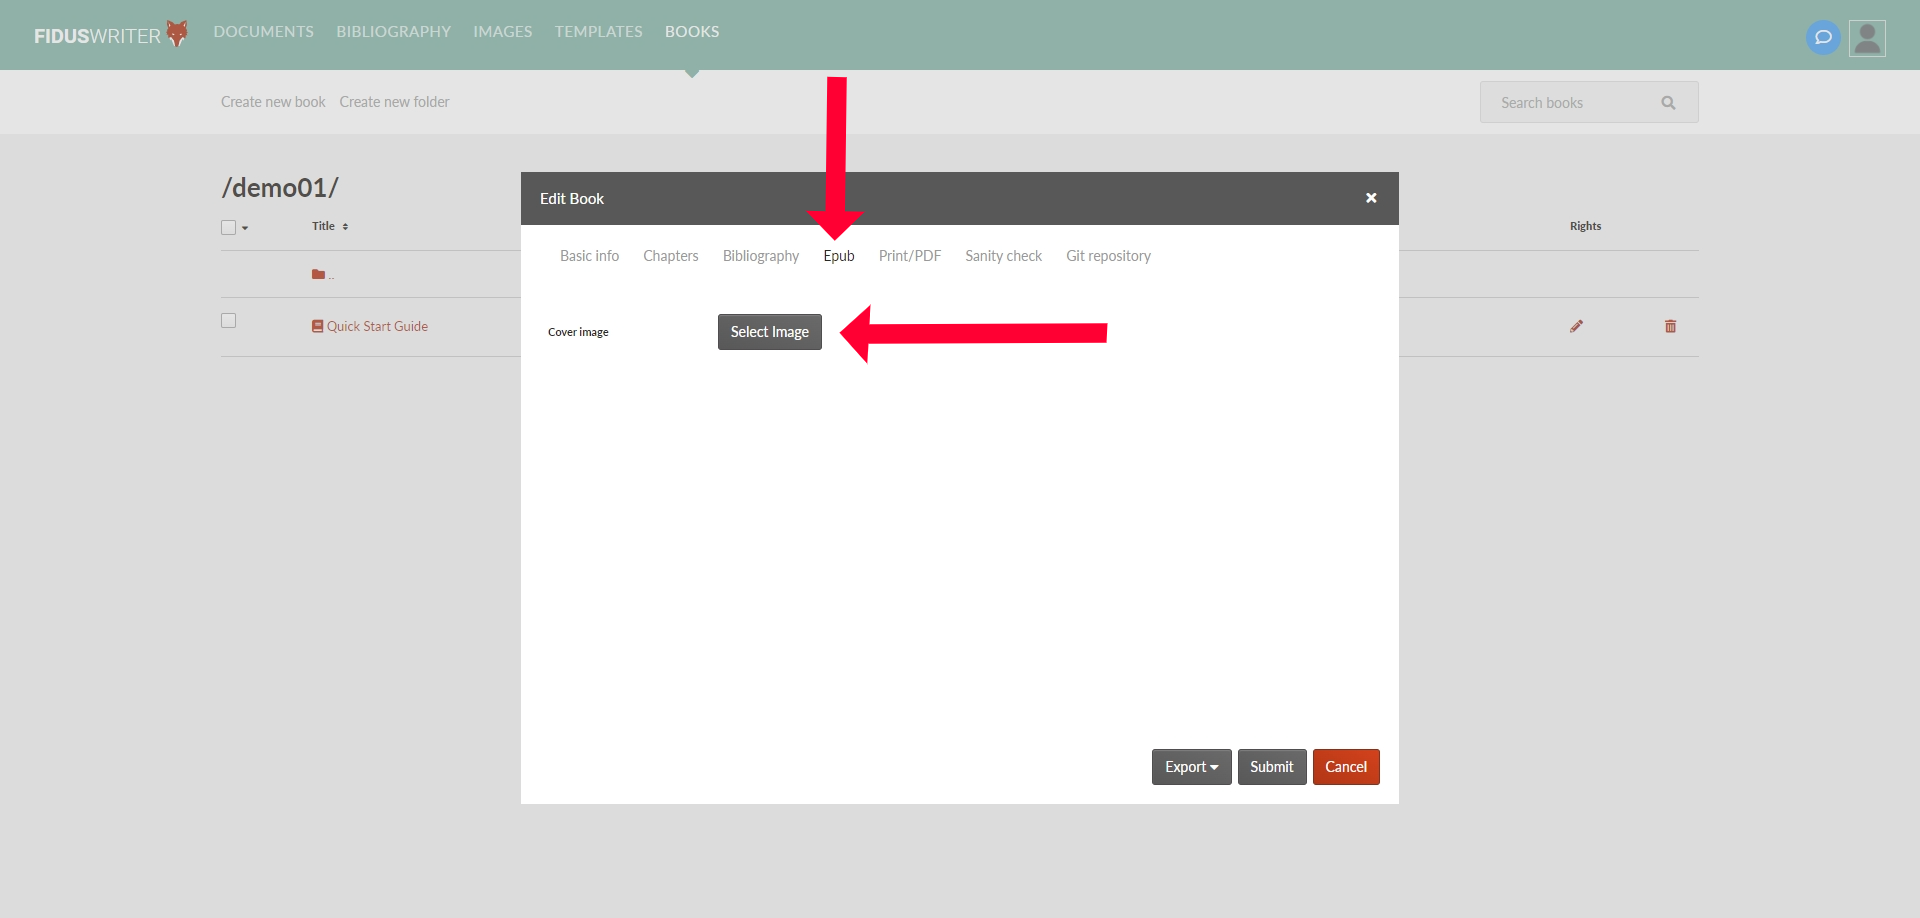 FIDUSWRITER DOCUMENTS BIBLIOGRAPHY IMAGES TEMPLATES BOOKS
Create new book Create new folder Search books
/demo01/
Title Rights
..
Quick Start Guide
Edit Book
Basic info Chapters Bibliography Epub Print/PDF Sanity check Git repository
Cover image Select Image
Export Submit Cancel